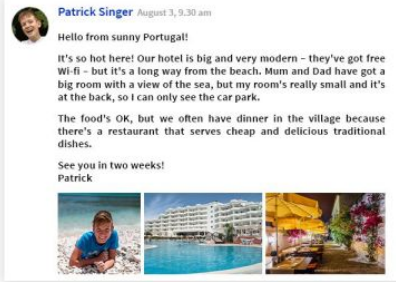 Patrick Singer August 3, 9.30 am
Hello from sunny Portugal!
It's so hot here! Our hotel is big and very modern – they've got free
Wi-fi – but it's a long way from the beach. Mum and Dad have got a
big room with a view of the sea, but my room's really small and it's
at the back, so I can only see the car park.
The food's OK, but we often have dinner in the village because
there's a restaurant that serves cheap and delicious traditional
dishes.
See you in two weeks!
Patrick